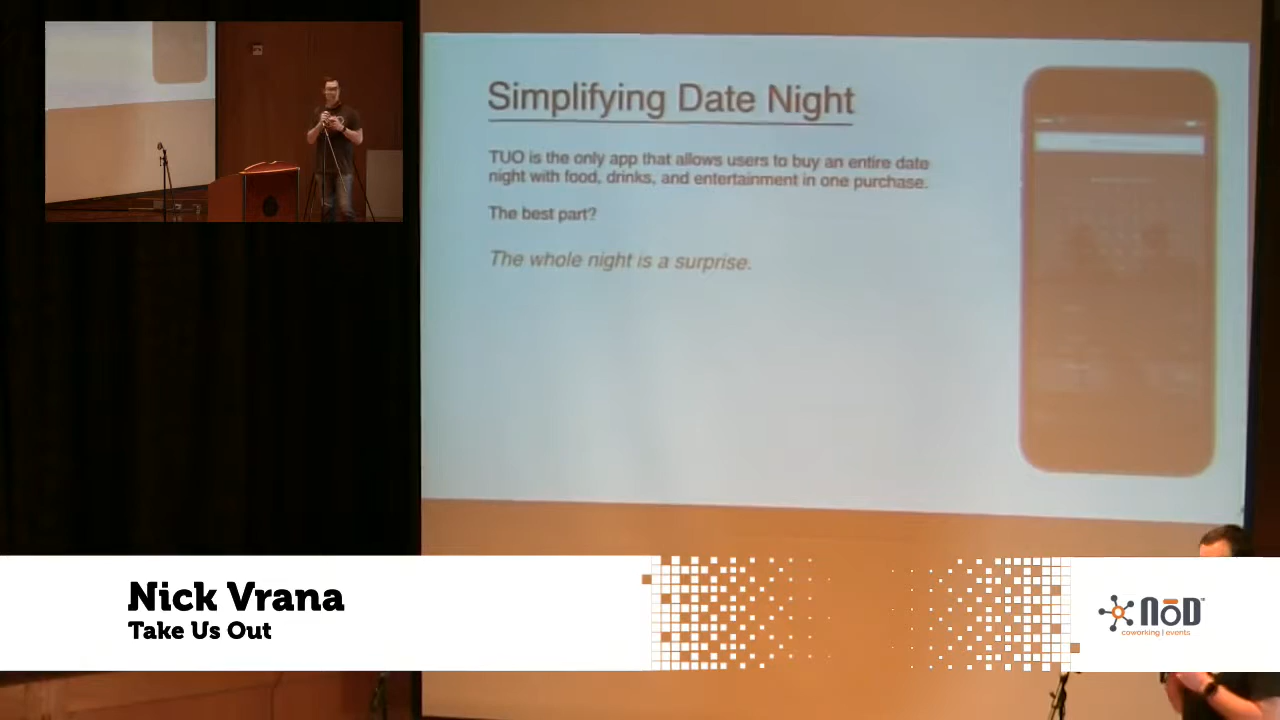 Simplifying Date Night
TUO is the only app that allows users to buy an entire date
night with food, drinks, and entertainment in one purchase.
The best part?
The whole night is a surprise.
Nick Vrana
Take Us Out
NōD
coworking | events